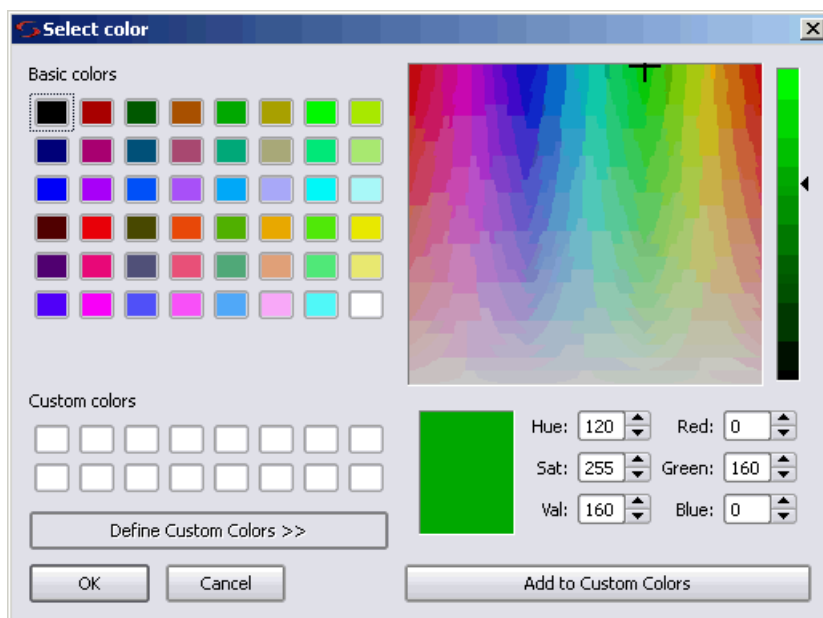 Select color
Basic colors
Custom colors
Define Custom Colors >>
OK Cancel
Hue: 120 Red: 0
Sat: 255 Green: 160
Val: 160 Blue: 0
Add to Custom Colors